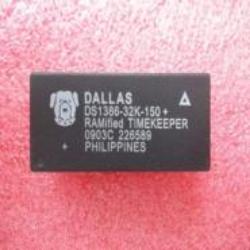 DALLAS
DS1386-32K-150+
RAMified TIMEKEEPER
0903C 226589
+ PHILIPPINES